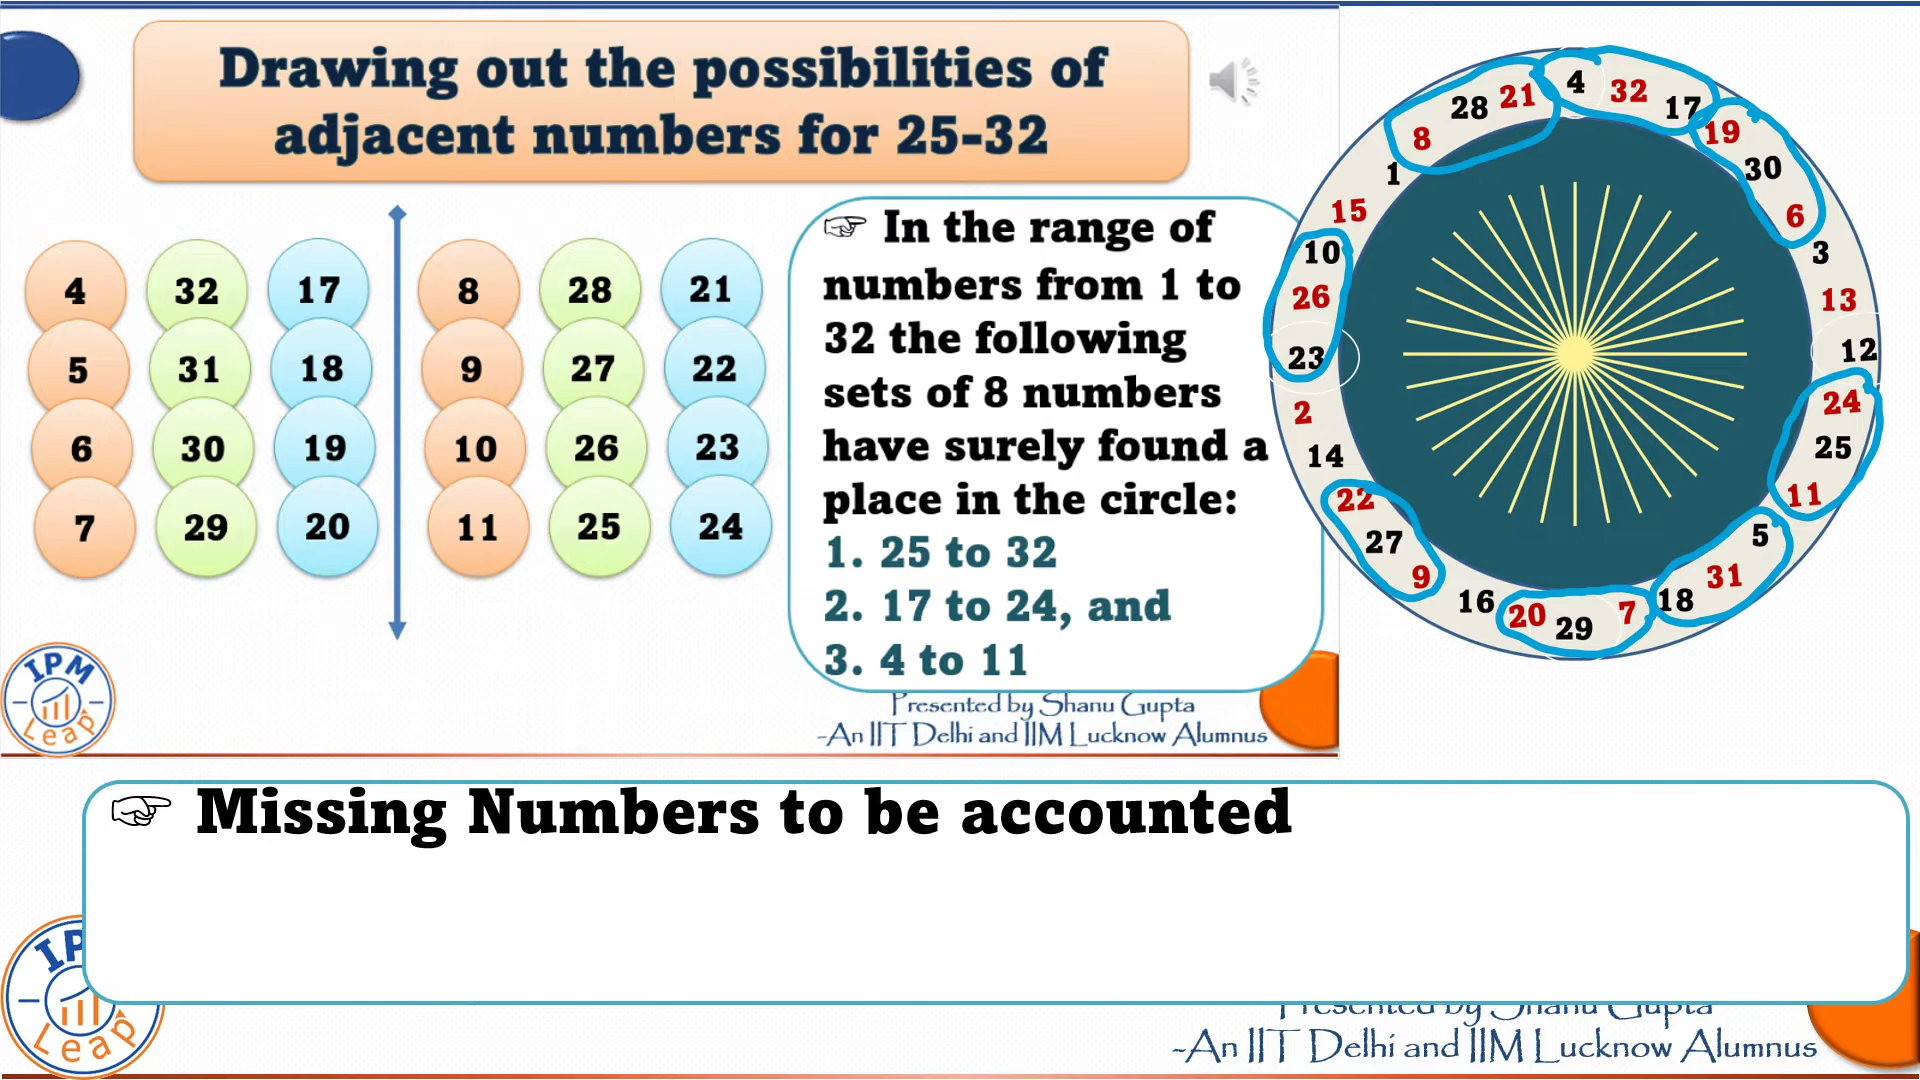 Drawing out the possibilities of
adjacent numbers for 25-32
4 32 17 8 28 21
5 31 18 9 27 22
6 30 19 10 26 23
7 29 20 11 25 24
☞ In the range of
numbers from 1 to
32 the following
sets of 8 numbers
have surely found a
place in the circle:
1. 25 to 32
2. 17 to 24, and
3. 4 to 11
IPM
Leap
Presented by Shanu Gupta
-An IIT Delhi and IIM Lucknow Alumnus
4
32
17
19
30
6
3
13
12
24
25
11
5
31
18
7
29
20
16
9
27
22
14
2
23
26
10
15
1
8
28
21
☞ Missing Numbers to be accounted
IP
Leap
Presented by Shanu Gupta
-An IIT Delhi and IIM Lucknow Alumnus